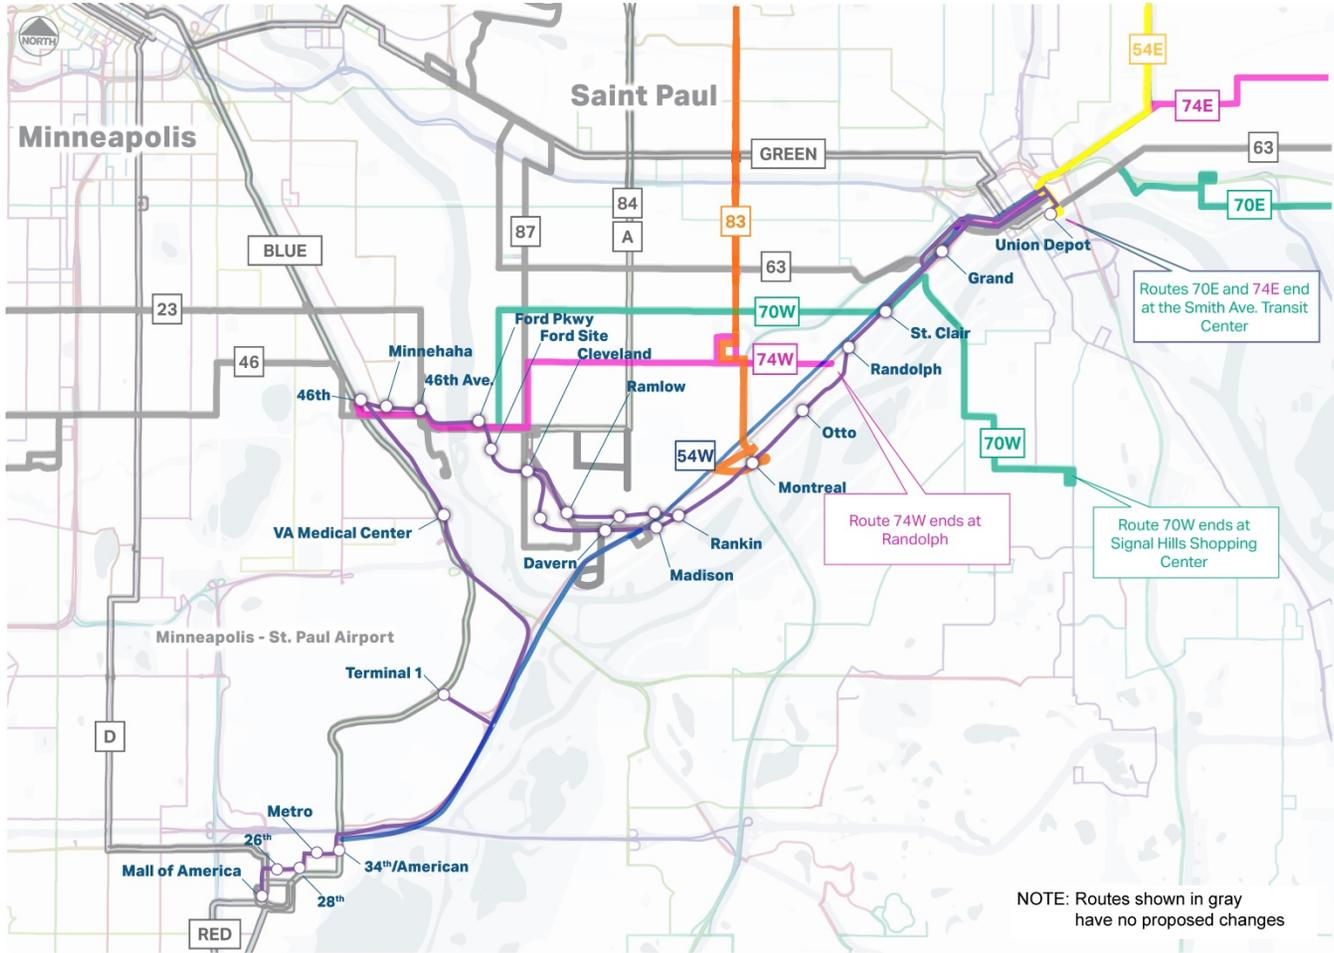 NORTH
Saint Paul
Minneapolis
54E
74E
GREEN
63
70E
84
87
A
83
BLUE
Union Depot
63
Grand
Routes 70E and 74E end
at the Smith Ave. Transit
Center
23
70W
Ford Pkwy
Ford Site
St. Clair
Minnehaha
Cleveland
46
74W
Randolph
46th Ave.
Ramlow
46th
Otto
70W
54W
Montreal
VA Medical Center
Route 74W ends at
Randolph
Route 70W ends at
Signal Hills Shopping
Center
Rankin
Davern
Madison
Minneapolis - St. Paul Airport
Terminal 1
D
Metro
26th
34th/American
Mall of America
28th
NOTE: Routes shown in gray
have no proposed changes
RED